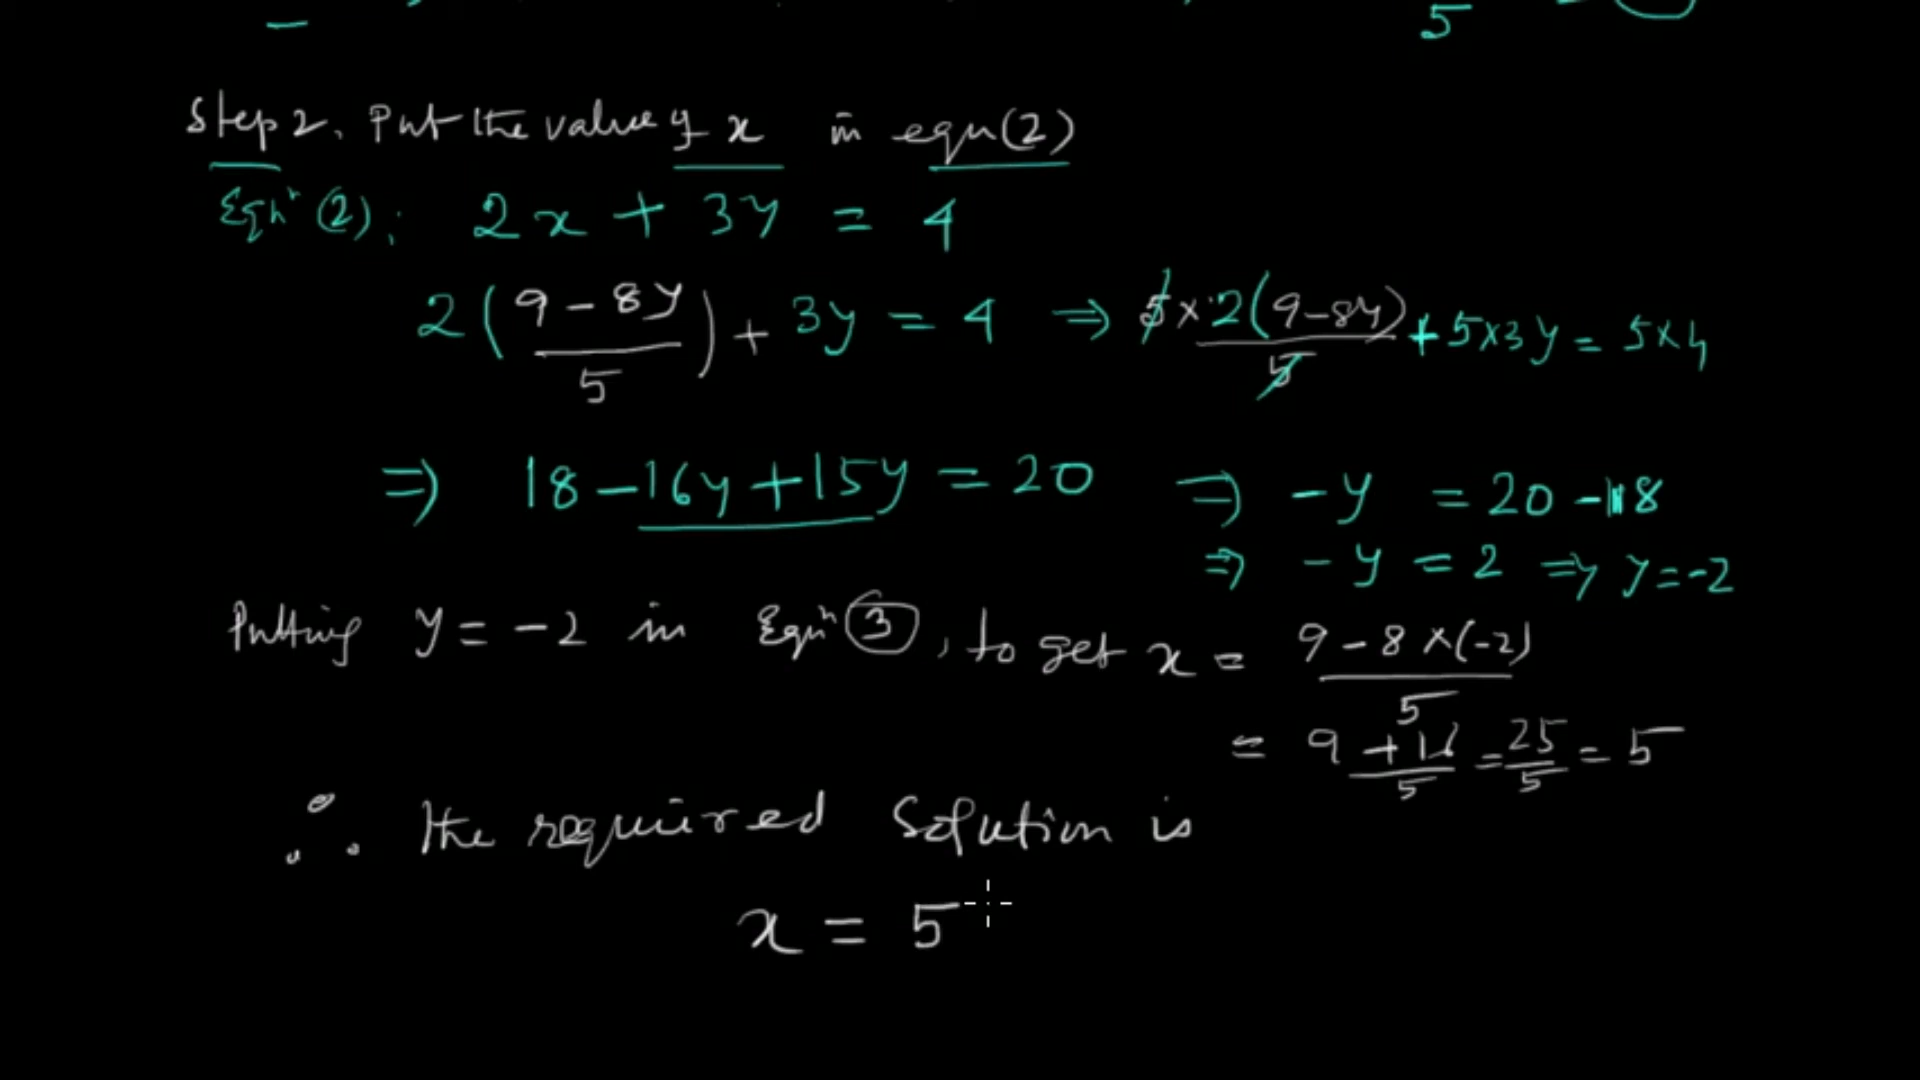 5
Step 2. Put the value of x in equn(2)
Eqn (2): 2x + 3y = 4
2(9-8y/5) + 3y = 4 ⇒ 5×2(9-8y)/5 + 5×3y = 5×4
⇒ 18-16y+15y = 20 ⇒ -y = 20-18
⇒ -y = 2 ⇒ y=-2
Putting y = -2 in Eqn (3), to get x = 9-8×(-2)/5
= 9+16/5 = 25/5 = 5
∴ the required solution is
x = 5